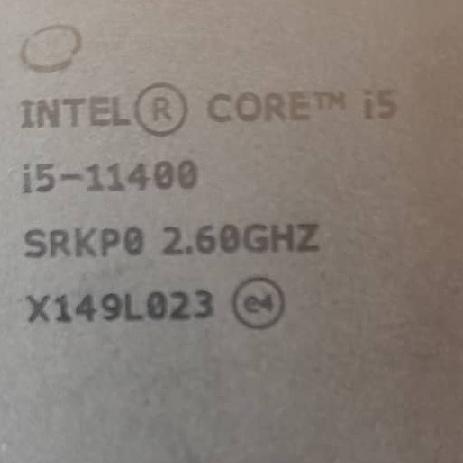 INTEL® CORE™ i5
i5-11400
SRKP0 2.60GHZ
X149L023 e4